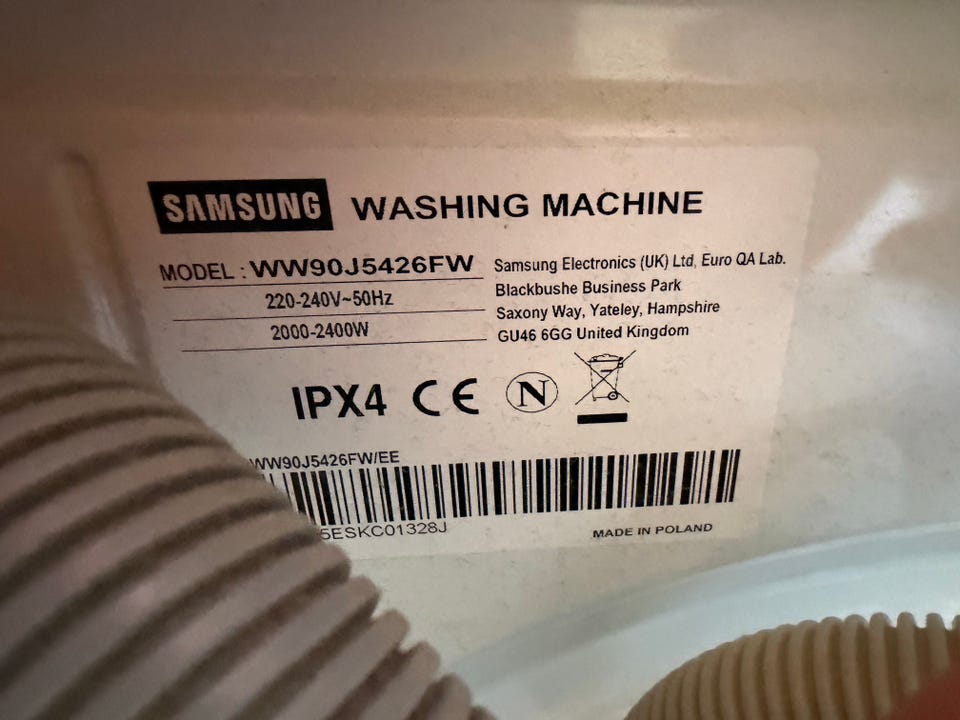 SAMSUNG WASHING MACHINE
MODEL : WW90J5426FW
220-240V~50Hz
2000-2400W
Samsung Electronics (UK) Ltd, Euro QA Lab.
Blackbushe Business Park
Saxony Way, Yateley, Hampshire
GU46 6GG United Kingdom
IPX4 CE N
WW90J5426FW/EE
5ESKC01328J
MADE IN POLAND